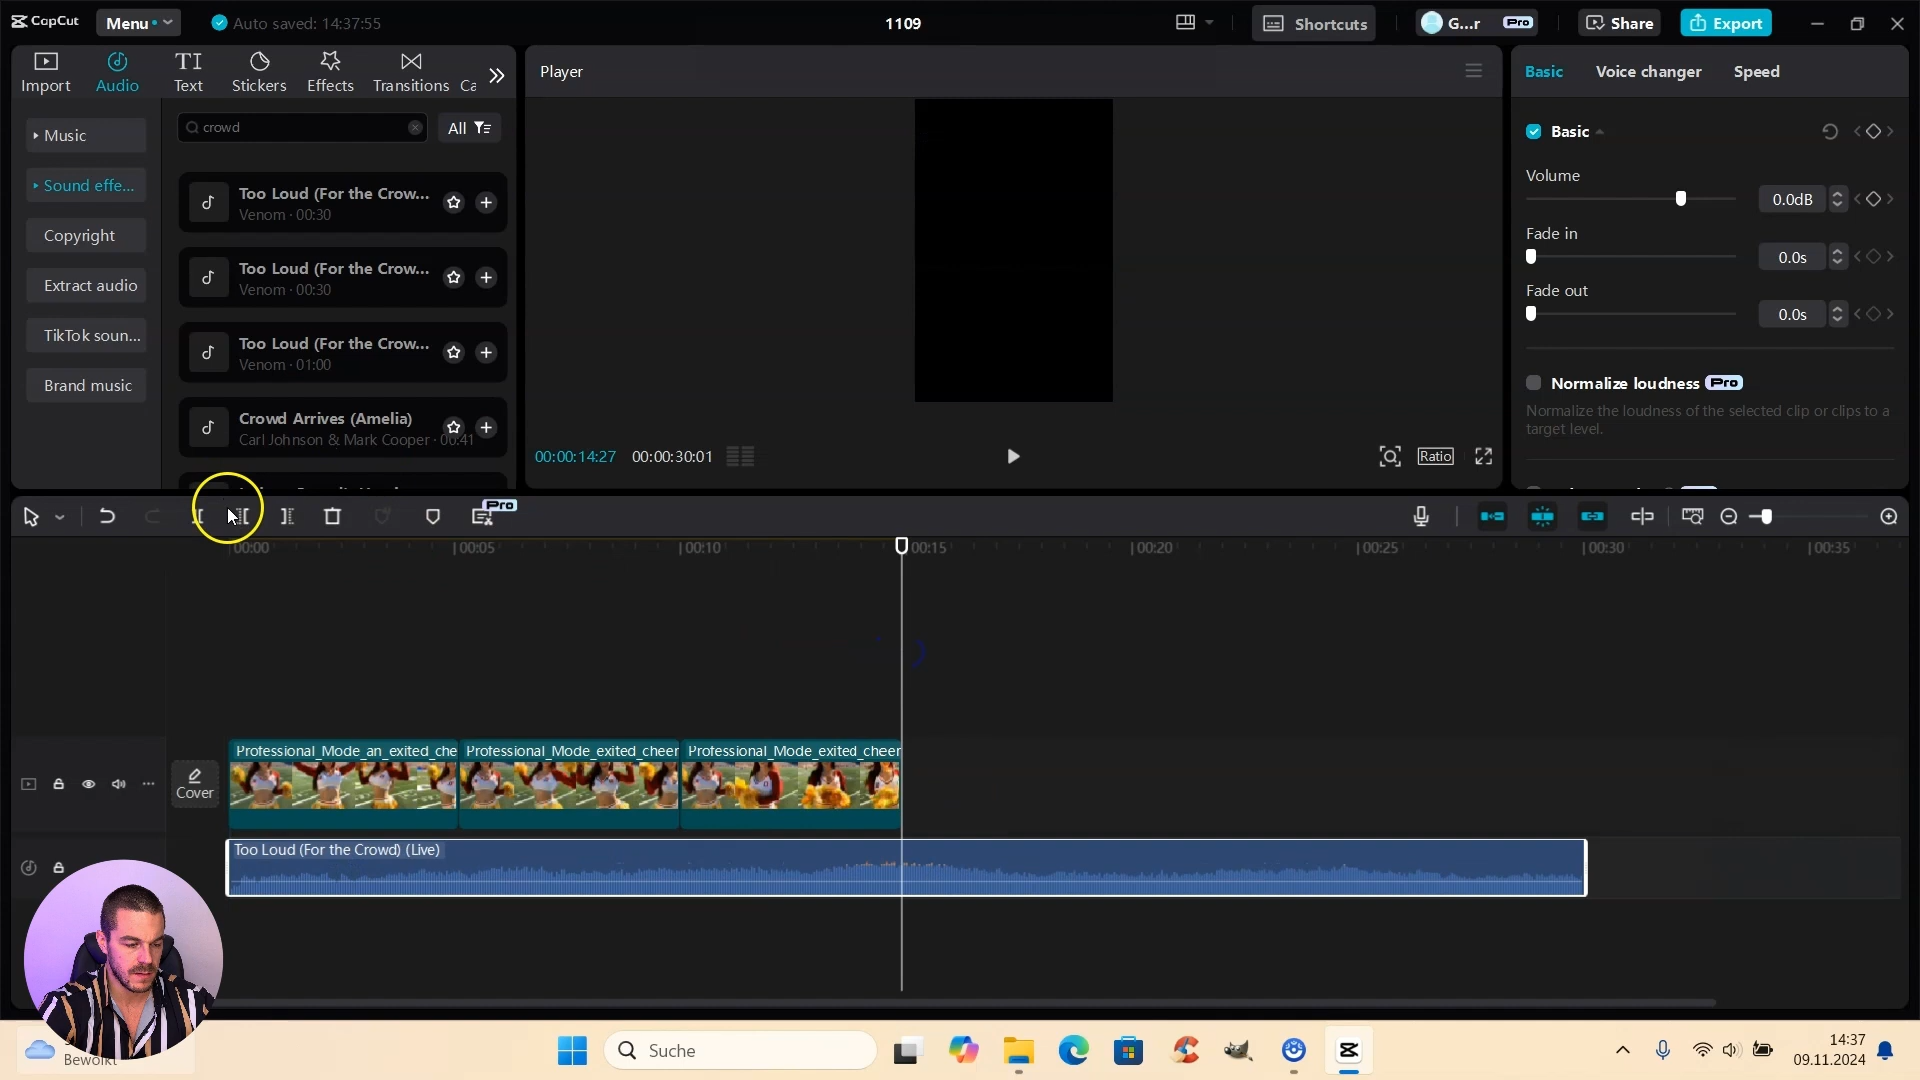 CapCut
Menu
Auto saved: 14:37:55
1109
Shortcuts
G...r
Pro
Share
Export
Import
Audio
Text
Stickers
Effects
Transitions
Ca
Player
Basic
Voice changer
Speed
Music
Sound effe...
Copyright
Extract audio
TikTok soun...
Brand music
crowd
All
Too Loud (For the Crow...
Venom · 00:30
Too Loud (For the Crow...
Venom · 00:30
Too Loud (For the Crow...
Venom · 01:00
Crowd Arrives (Amelia)
Carl Johnson & Mark Cooper · 00:41
00:00:14:27
00:00:30:01
Ratio
Basic
Volume
0.0dB
Fade in
0.0s
Fade out
0.0s
Normalize loudness
Pro
Normalize the loudness of the selected clip or clips to a
target level.
Pro
00:00
00:05
00:10
00:15
00:20
00:25
00:30
00:35
Cover
Professional_Mode_an_exited_che
Professional_Mode_exited_cheer
Professional_Mode_exited_cheer
Too Loud (For the Crowd) (Live)
Bewölkt
Suche
14:37
09.11.2024